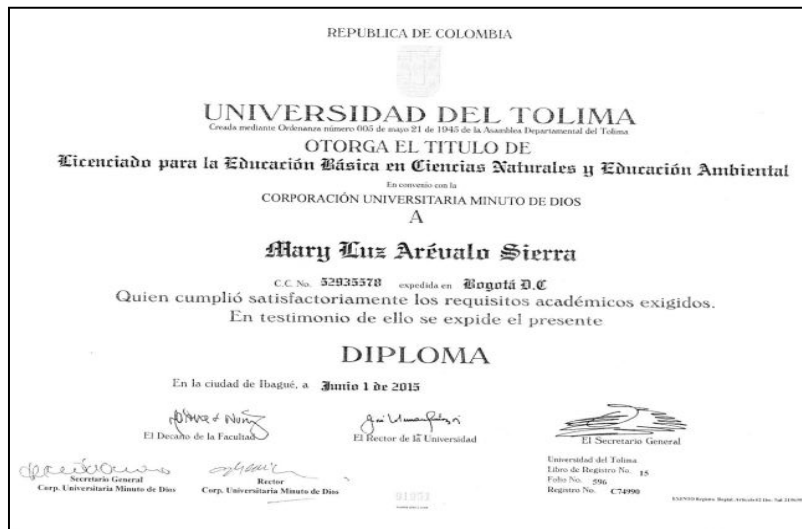 REPUBLICA DE COLOMBIA
UNIVERSIDAD DEL TOLIMA
Creada mediante Ordenanza número 005 de mayo 21 de 1945 de la Asamblea Departamental del Tolima
OTORGA EL TITULO DE
Licenciado para la Educación Básica en Ciencias Naturales y Educación Ambiental
En convenio con la
CORPORACIÓN UNIVERSITARIA MINUTO DE DIOS
A
Mary Luz Arévalo Sierra
C.C. No. 52935578 expedida en Bogotá D.C
Quien cumplió satisfactoriamente los requisitos académicos exigidos.
En testimonio de ello se expide el presente
DIPLOMA
En la ciudad de Ibagué, a Junio 1 de 2015
El Decano de la Facultad
El Rector de la Universidad
El Secretario General
Secretario General
Corp. Universitaria Minuto de Dios
Rector
Corp. Universitaria Minuto de Dios
Universidad del Tolima
Libro de Registro No. 15
Folio No. 596
Registro No. C74990